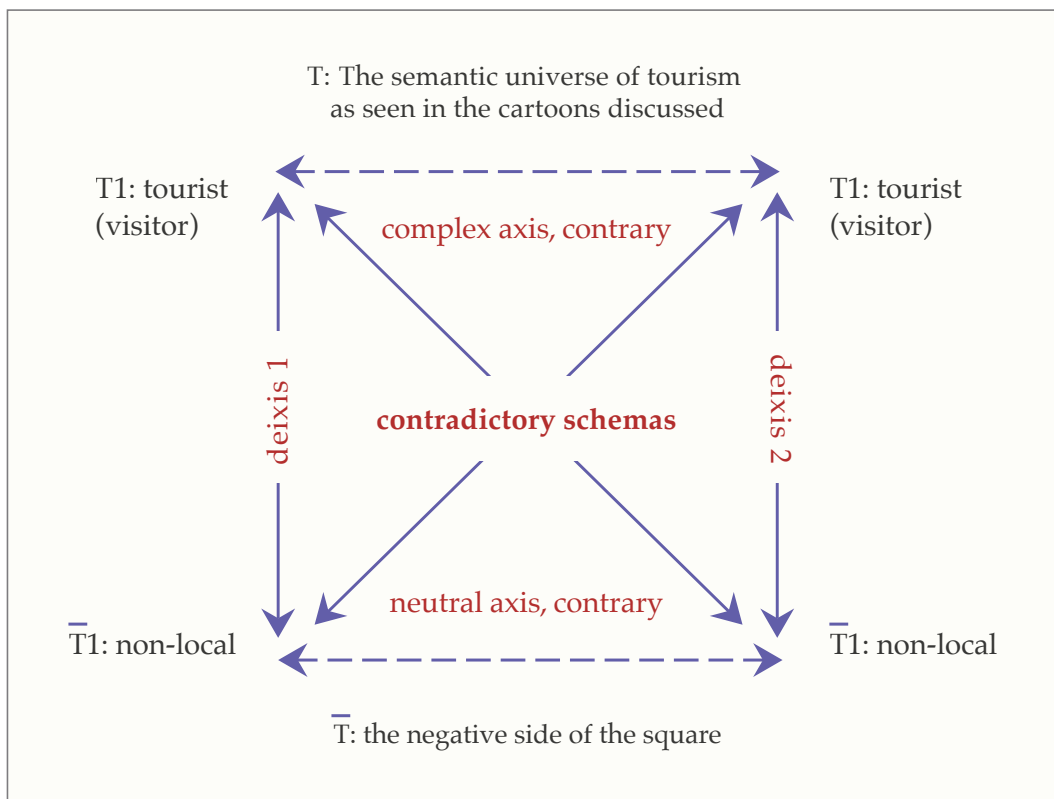 T: The semantic universe of tourism
as seen in the cartoons discussed
T1: tourist
(visitor)
T1: tourist
(visitor)
complex axis, contrary
deixis 1
contradictory schemas
deixis 2
neutral axis, contrary
T̅1: non-local
T̅1: non-local
T̅: the negative side of the square